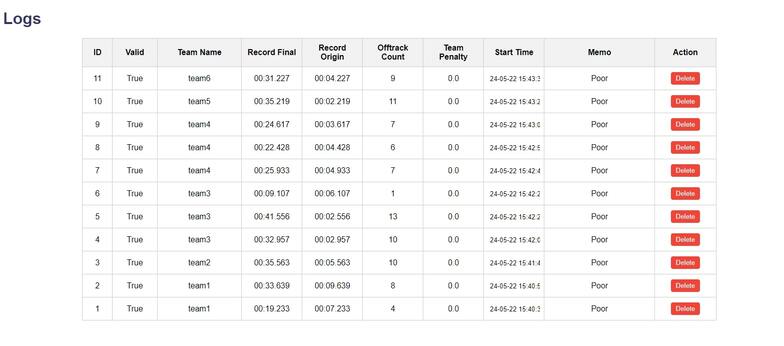 Logs
ID Valid Team Name Record Final Record Origin Offtrack Count Team Penalty Start Time Memo Action
11 True team6 00:31.227 00:04.227 9 0.0 24-05-22 15:43:3 Poor Delete
10 True team5 00:35.219 00:02.219 11 0.0 24-05-22 15:43:2 Poor Delete
9 True team4 00:24.617 00:03.617 7 0.0 24-05-22 15:43:0 Poor Delete
8 True team4 00:22.428 00:04.428 6 0.0 24-05-22 15:42:5 Poor Delete
7 True team4 00:25.933 00:04.933 7 0.0 24-05-22 15:42:4 Poor Delete
6 True team3 00:09.107 00:06.107 1 0.0 24-05-22 15:42:2 Poor Delete
5 True team3 00:41.556 00:02.556 13 0.0 24-05-22 15:42:2 Poor Delete
4 True team3 00:32.957 00:02.957 10 0.0 24-05-22 15:42:0 Poor Delete
3 True team2 00:35.563 00:05.563 10 0.0 24-05-22 15:41:4 Poor Delete
2 True team1 00:33.639 00:09.639 8 0.0 24-05-22 15:40:5 Poor Delete
1 True team1 00:19.233 00:07.233 4 0.0 24-05-22 15:40:3 Poor Delete